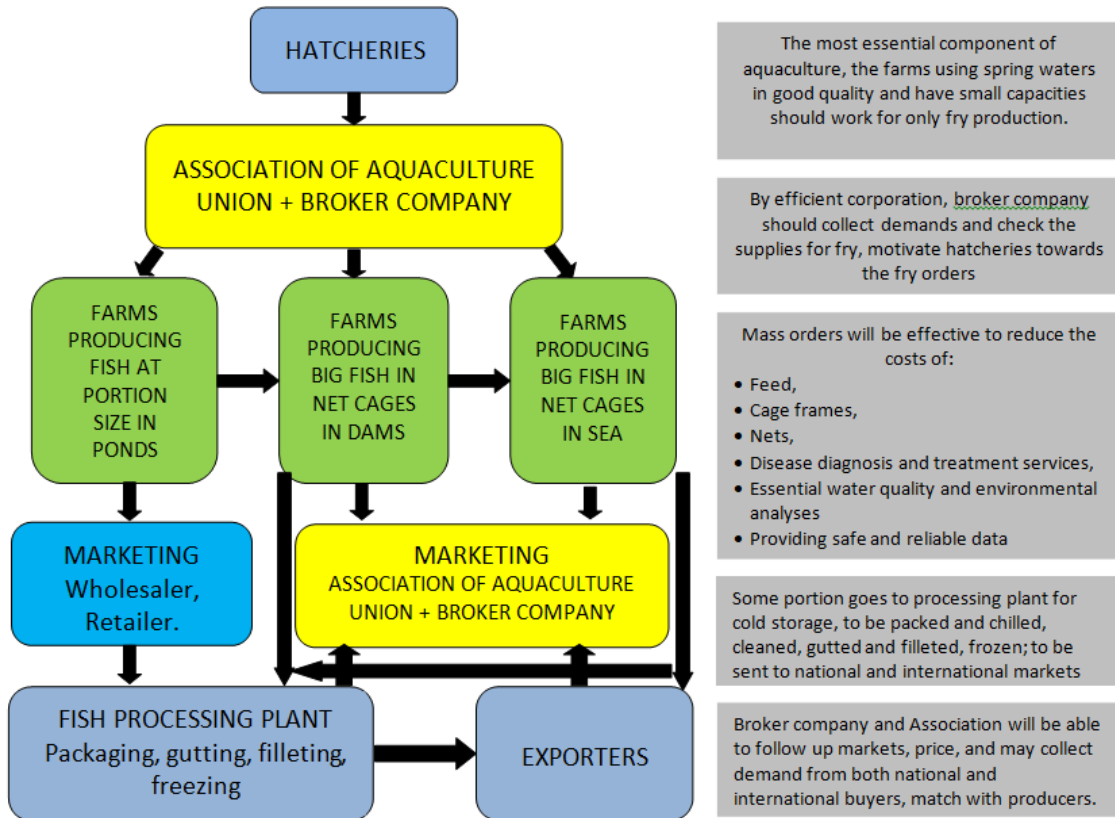 HATCHERIES
ASSOCIATION OF AQUACULTURE
UNION + BROKER COMPANY
FARMS
PRODUCING
FISH AT
PORTION
SIZE IN
PONDS
FARMS
PRODUCING
BIG FISH IN
NET CAGES
IN DAMS
FARMS
PRODUCING
BIG FISH IN
NET CAGES
IN SEA
MARKETING
Wholesaler,
Retailer.
MARKETING
ASSOCIATION OF AQUACULTURE
UNION + BROKER COMPANY
FISH PROCESSING PLANT
Packaging, gutting, filleting,
freezing
EXPORTERS
The most essential component of
aquaculture, the farms using spring waters
in good quality and have small capacities
should work for only fry production.
By efficient corporation, broker company
should collect demands and check the
supplies for fry, motivate hatcheries towards
the fry orders
Mass orders will be effective to reduce the
costs of:
• Feed,
• Cage frames,
• Nets,
• Disease diagnosis and treatment services,
• Essential water quality and environmental
analyses
• Providing safe and reliable data
Some portion goes to processing plant for
cold storage, to be packed and chilled,
cleaned, gutted and filleted, frozen; to be
sent to national and international markets
Broker company and Association will be able
to follow up markets, price, and may collect
demand from both national and
international buyers, match with producers.